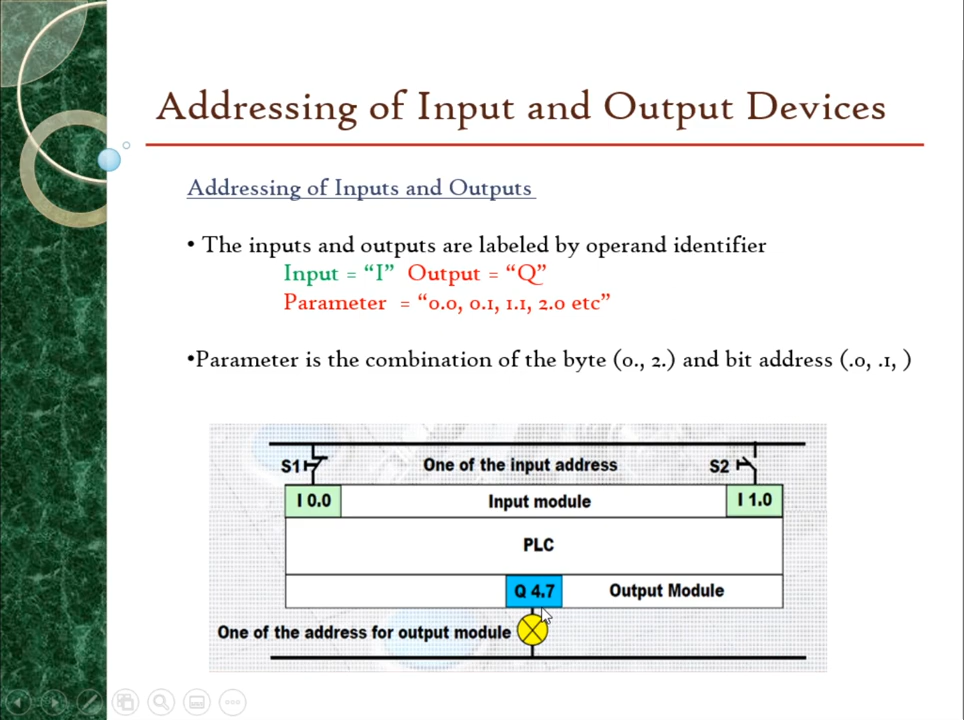 Addressing of Input and Output Devices
Addressing of Inputs and Outputs
• The inputs and outputs are labeled by operand identifier
Input = “I” Output = “Q”
Parameter = “0.0, 0.1, 1.1, 2.0 etc”
•Parameter is the combination of the byte (0., 2.) and bit address (.0, .1, )
S1 One of the input address S2
I 0.0 Input module I 1.0
PLC
Q 4.7 Output Module
One of the address for output module